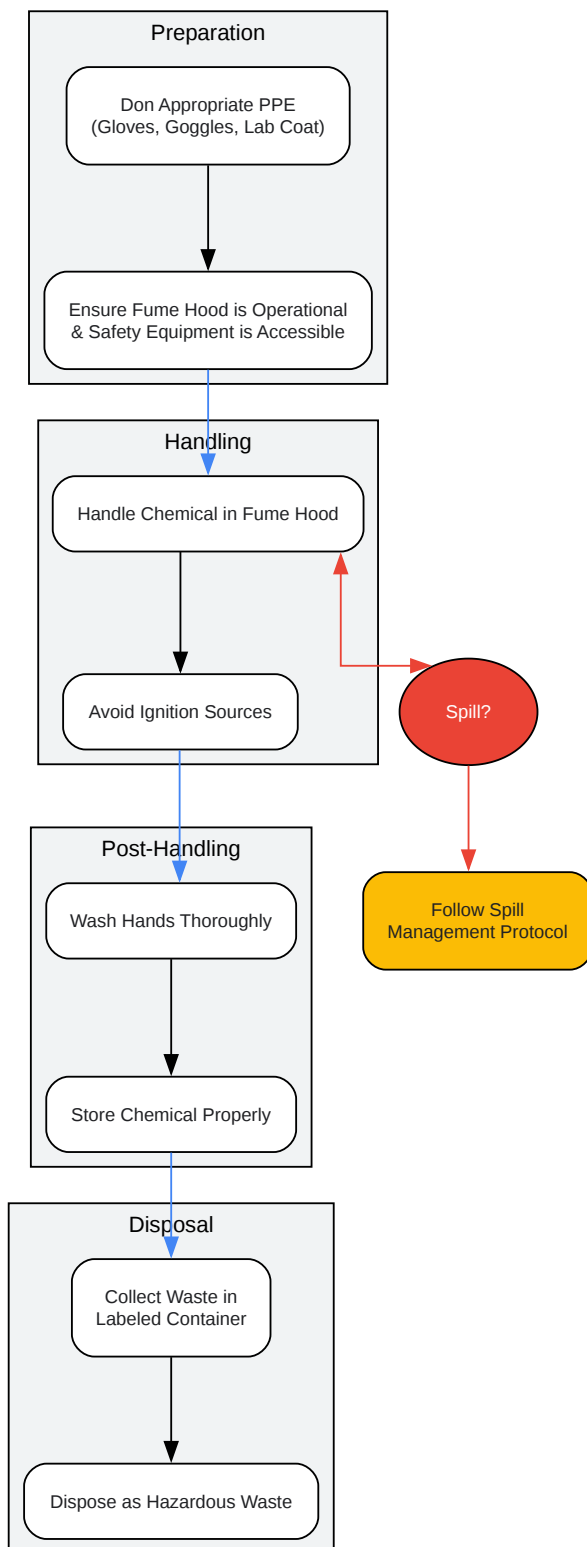 Preparation
Don Appropriate PPE
(Gloves, Goggles, Lab Coat)
Ensure Fume Hood is Operational
& Safety Equipment is Accessible
Handling
Handle Chemical in Fume Hood
Avoid Ignition Sources
Spill?
Follow Spill
Management Protocol
Post-Handling
Wash Hands Thoroughly
Store Chemical Properly
Disposal
Collect Waste in
Labeled Container
Dispose as Hazardous Waste